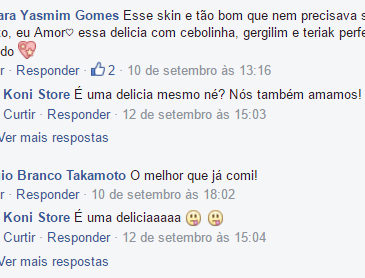 ara Yasmim Gomes Esse skin e tão bom que nem precisava s
o, eu Amor♡ essa delicia com cebolinha, gergilim e teriak perfe
do
r · Responder · 2 · 10 de setembro às 13:16
Koni Store É uma delicia mesmo né? Nós também amamos!
Curtir · Responder · 12 de setembro às 15:03
Ver mais respostas
io Branco Takamoto O melhor que já comi!
r · Responder · 10 de setembro às 18:02
Koni Store É uma deliciaaaaa
Curtir · Responder · 12 de setembro às 15:04
Ver mais respostas